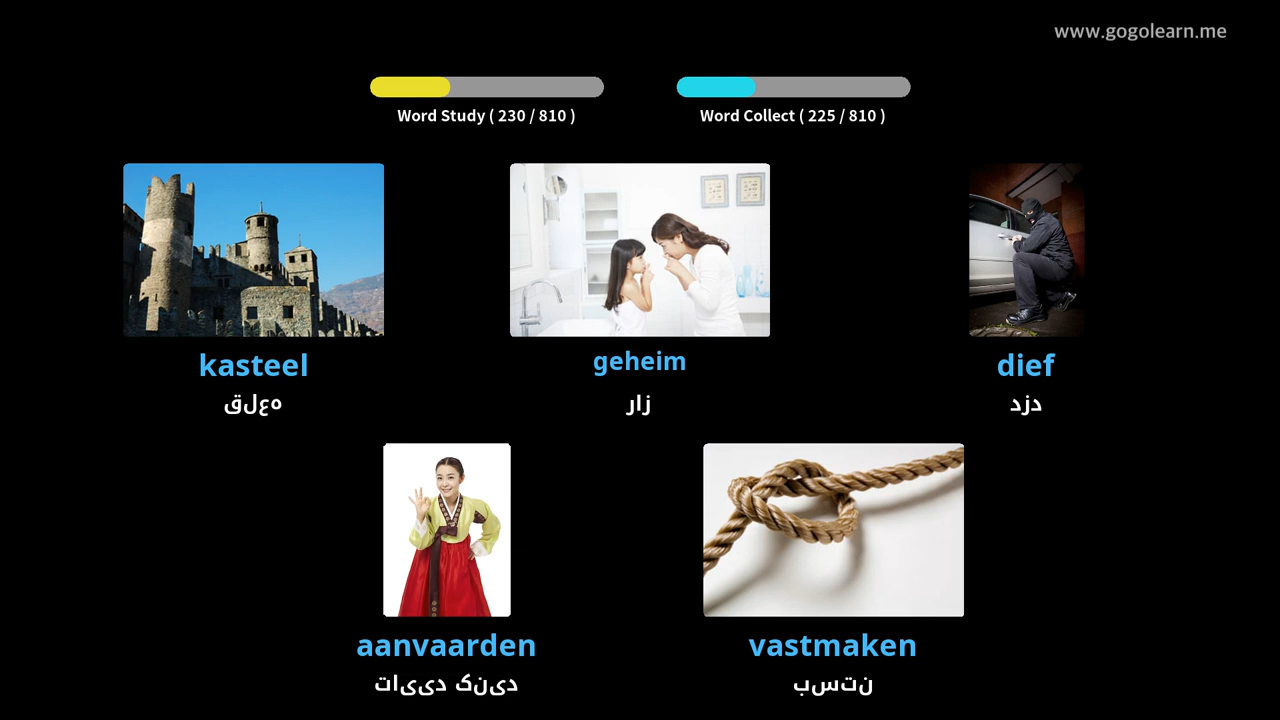 www.gogolearn.me
Word Study ( 230 / 810 )
Word Collect ( 225 / 810 )
kasteel
قلعه
geheim
راز
dief
دزد
aanvaarden
تایید کنید
vastmaken
بستن